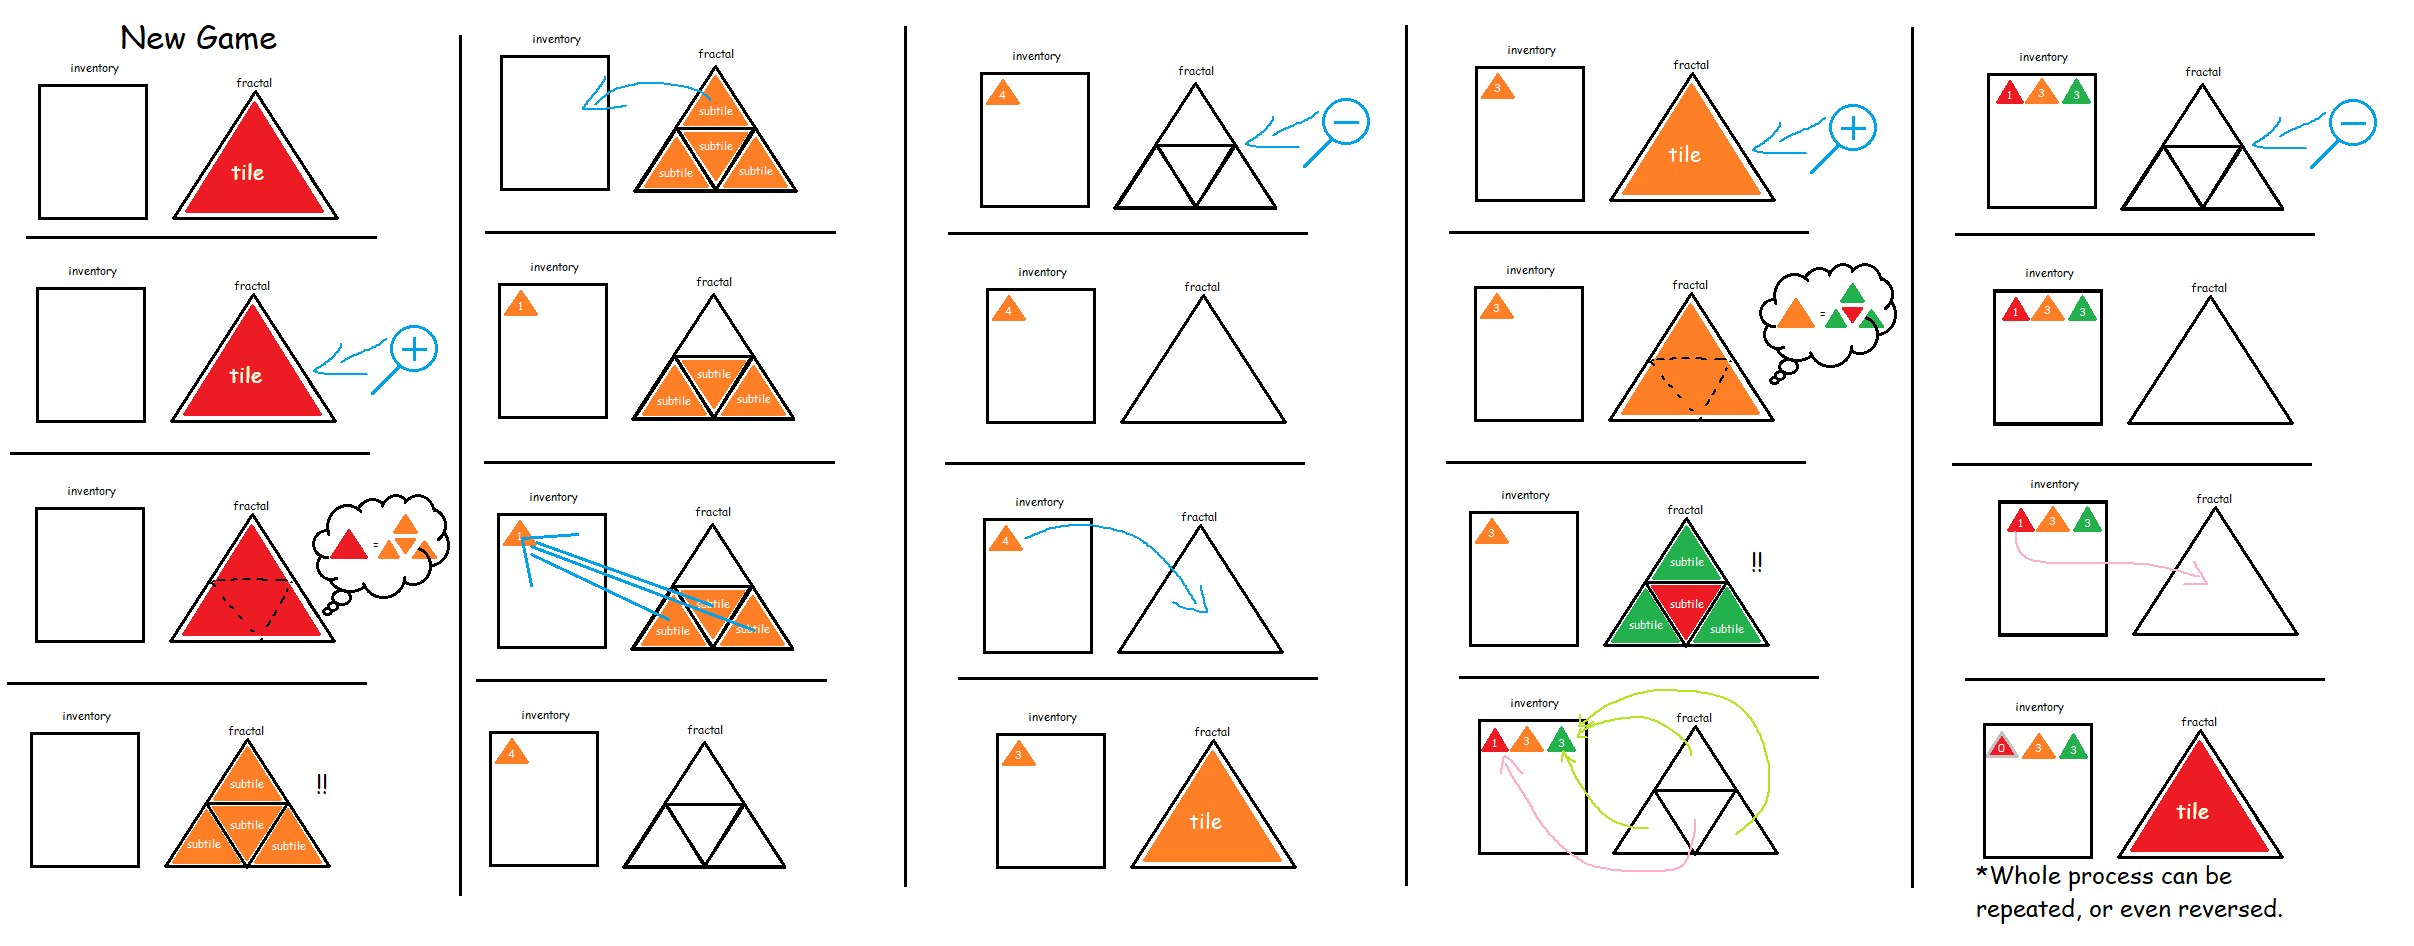 New Game
inventory
fractal
tile
inventory
fractal
tile
inventory
fractal
=
inventory
fractal
subtile
!!
subtile
subtile
subtile
inventory
fractal
subtile
subtile
subtile
subtile
inventory
fractal
1
subtile
subtile
subtile
inventory
fractal
1
subtile
subtile
subtile
inventory
fractal
4
inventory
fractal
4
inventory
fractal
4
inventory
fractal
4
inventory
fractal
3
tile
inventory
fractal
3
tile
inventory
fractal
3
=
inventory
fractal
3
subtile
!!
subtile
subtile
subtile
inventory
fractal
1 3 3
inventory
fractal
1 3 3
inventory
fractal
1 3 3
inventory
fractal
1 3 3
inventory
fractal
0 3 3
tile
*Whole process can be
repeated, or even reversed.